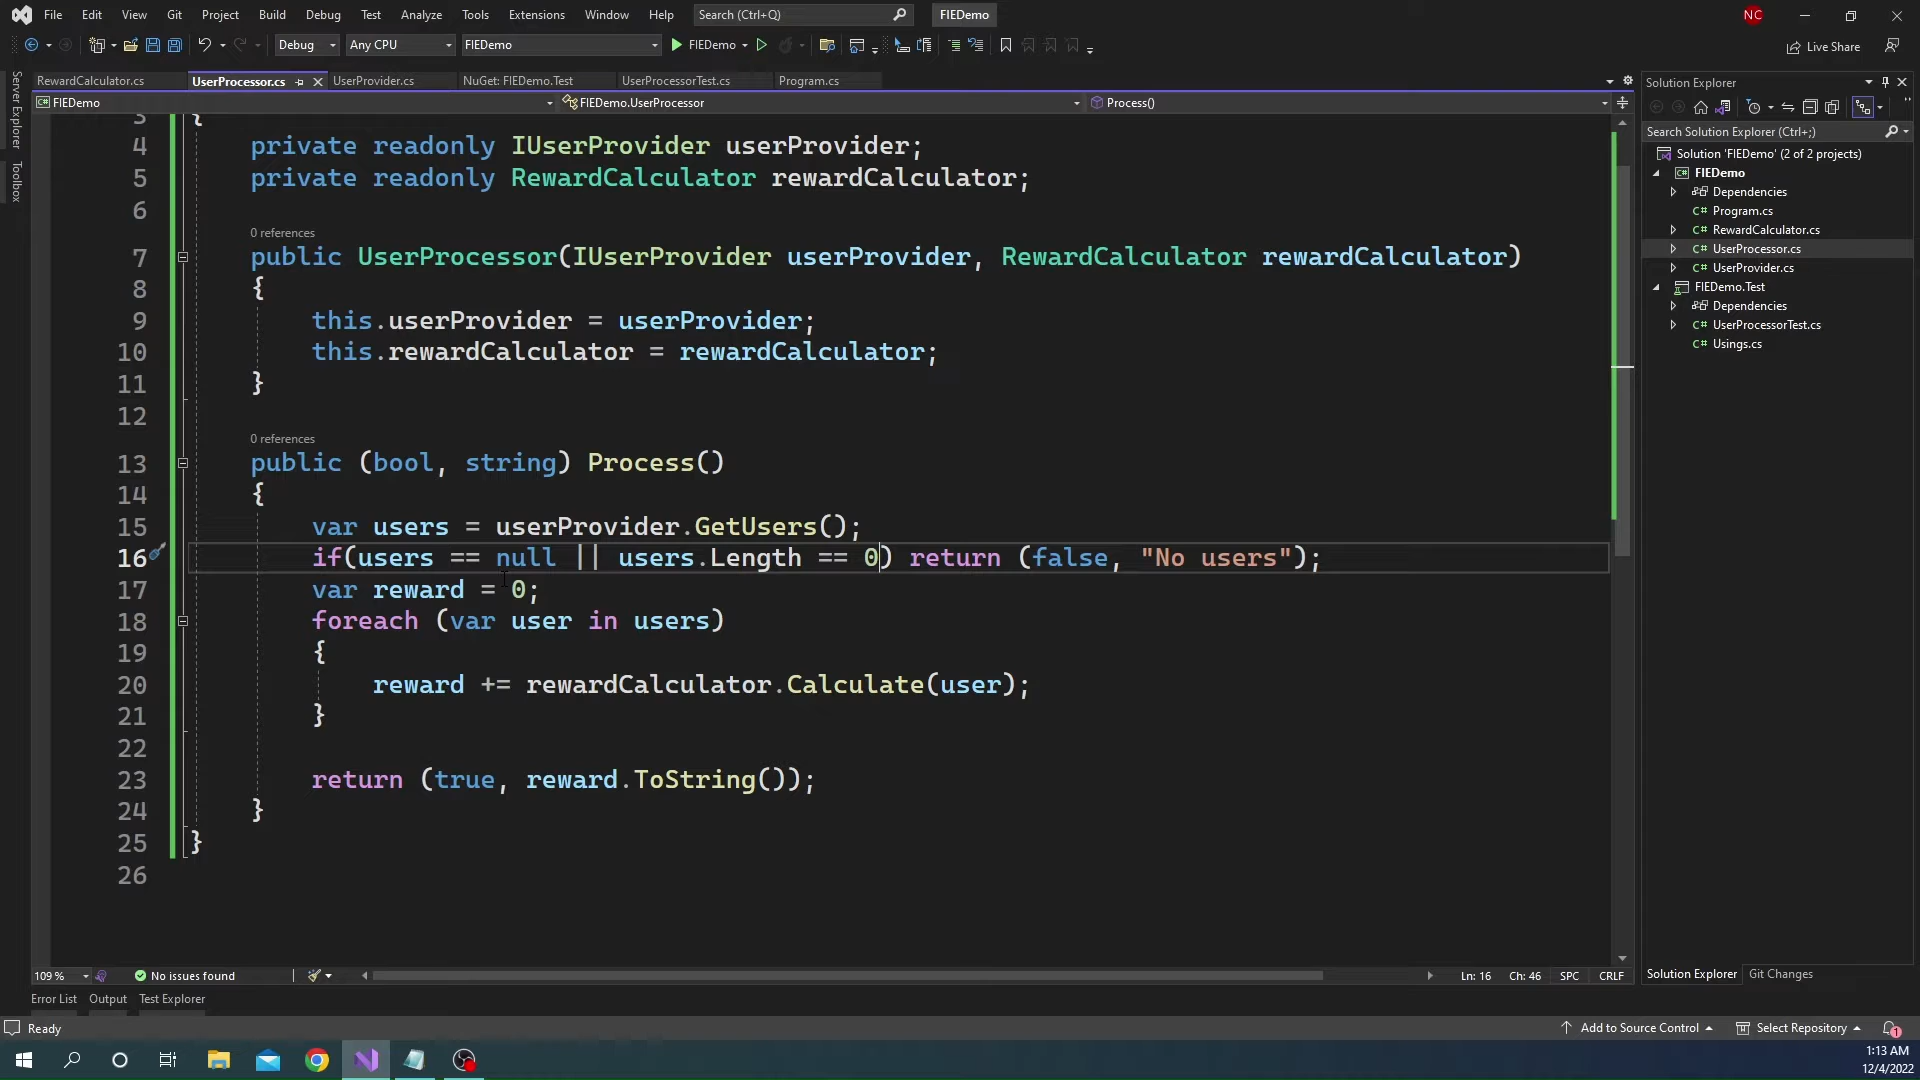 File Edit View Git Project Build Debug Test Analyze Tools Extensions Window Help Search (Ctrl+Q) FIEDemo NC
Debug Any CPU FIEDemo FIEDemo Live Share
RewardCalculator.cs UserProcessor.cs UserProvider.cs NuGet: FIEDemo.Test UserProcessorTest.cs Program.cs
FIEDemo FIEDemo.UserProcessor Process()
Server Explorer
Toolbox
3 {
4 private readonly IUserProvider userProvider;
5 private readonly RewardCalculator rewardCalculator;
6
0 references
7 public UserProcessor(IUserProvider userProvider, RewardCalculator rewardCalculator)
8 {
9 this.userProvider = userProvider;
10 this.rewardCalculator = rewardCalculator;
11 }
12
0 references
13 public (bool, string) Process()
14 {
15 var users = userProvider.GetUsers();
16 if(users == null || users.Length == 0) return (false, "No users");
17 var reward = 0;
18 foreach (var user in users)
19 {
20 reward += rewardCalculator.Calculate(user);
21 }
22
23 return (true, reward.ToString());
24 }
25 }
26
109 % No issues found Ln: 16 Ch: 46 SPC CRLF
Error List Output Test Explorer
Solution Explorer
Search Solution Explorer (Ctrl+;)
Solution 'FIEDemo' (2 of 2 projects)
C# FIEDemo
Dependencies
C# Program.cs
C# RewardCalculator.cs
C# UserProcessor.cs
C# UserProvider.cs
FIEDemo.Test
Dependencies
C# UserProcessorTest.cs
C# Usings.cs
Solution Explorer Git Changes
Ready Add to Source Control Select Repository 1
1:13 AM
12/4/2022